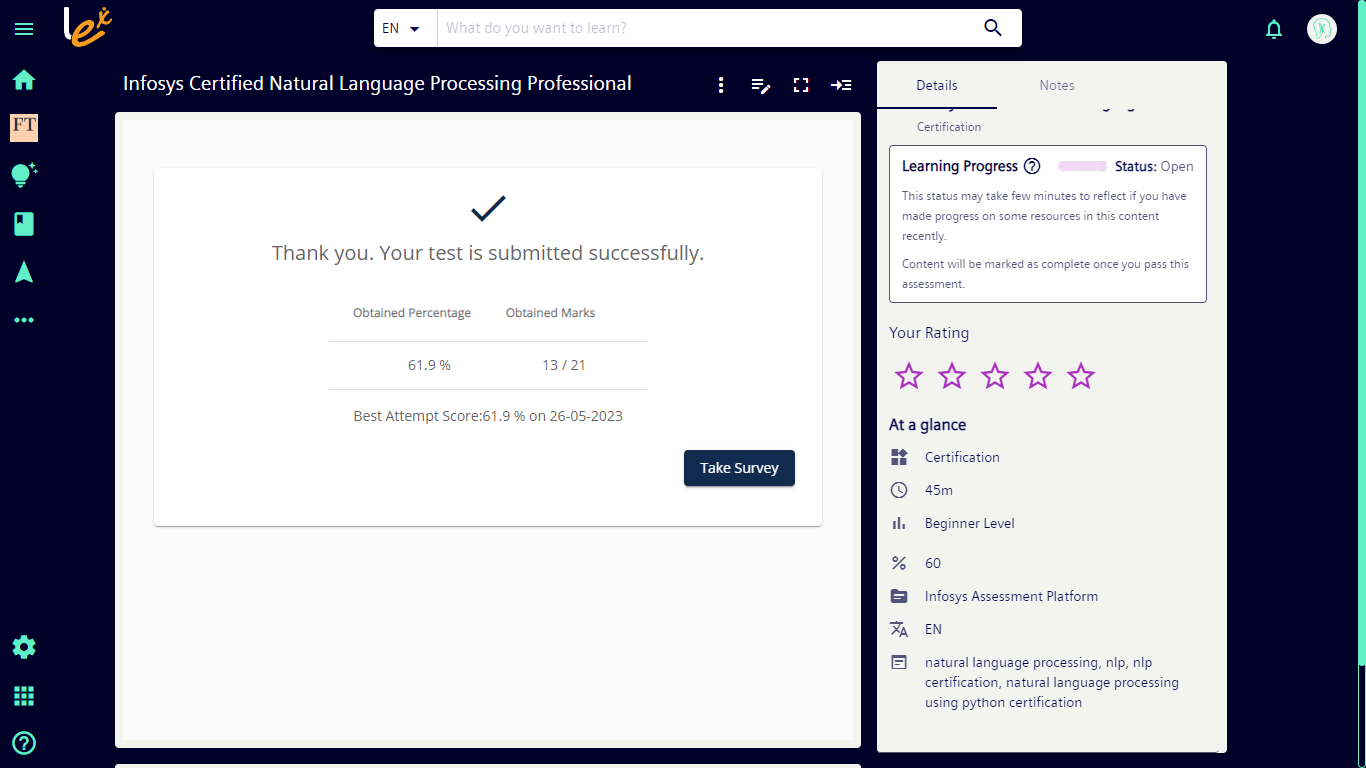 Lex
EN
What do you want to learn?
FT
Infosys Certified Natural Language Processing Professional
Thank you. Your test is submitted successfully.
Obtained Percentage Obtained Marks
61.9 % 13 / 21
Best Attempt Score:61.9 % on 26-05-2023
Take Survey
Details Notes
Certification
Learning Progress ? Status: Open
This status may take few minutes to reflect if you have
made progress on some resources in this content
recently.
Content will be marked as complete once you pass this
assessment.
Your Rating
At a glance
Certification
45m
Beginner Level
60
Infosys Assessment Platform
EN
natural language processing, nlp, nlp
certification, natural language processing
using python certification